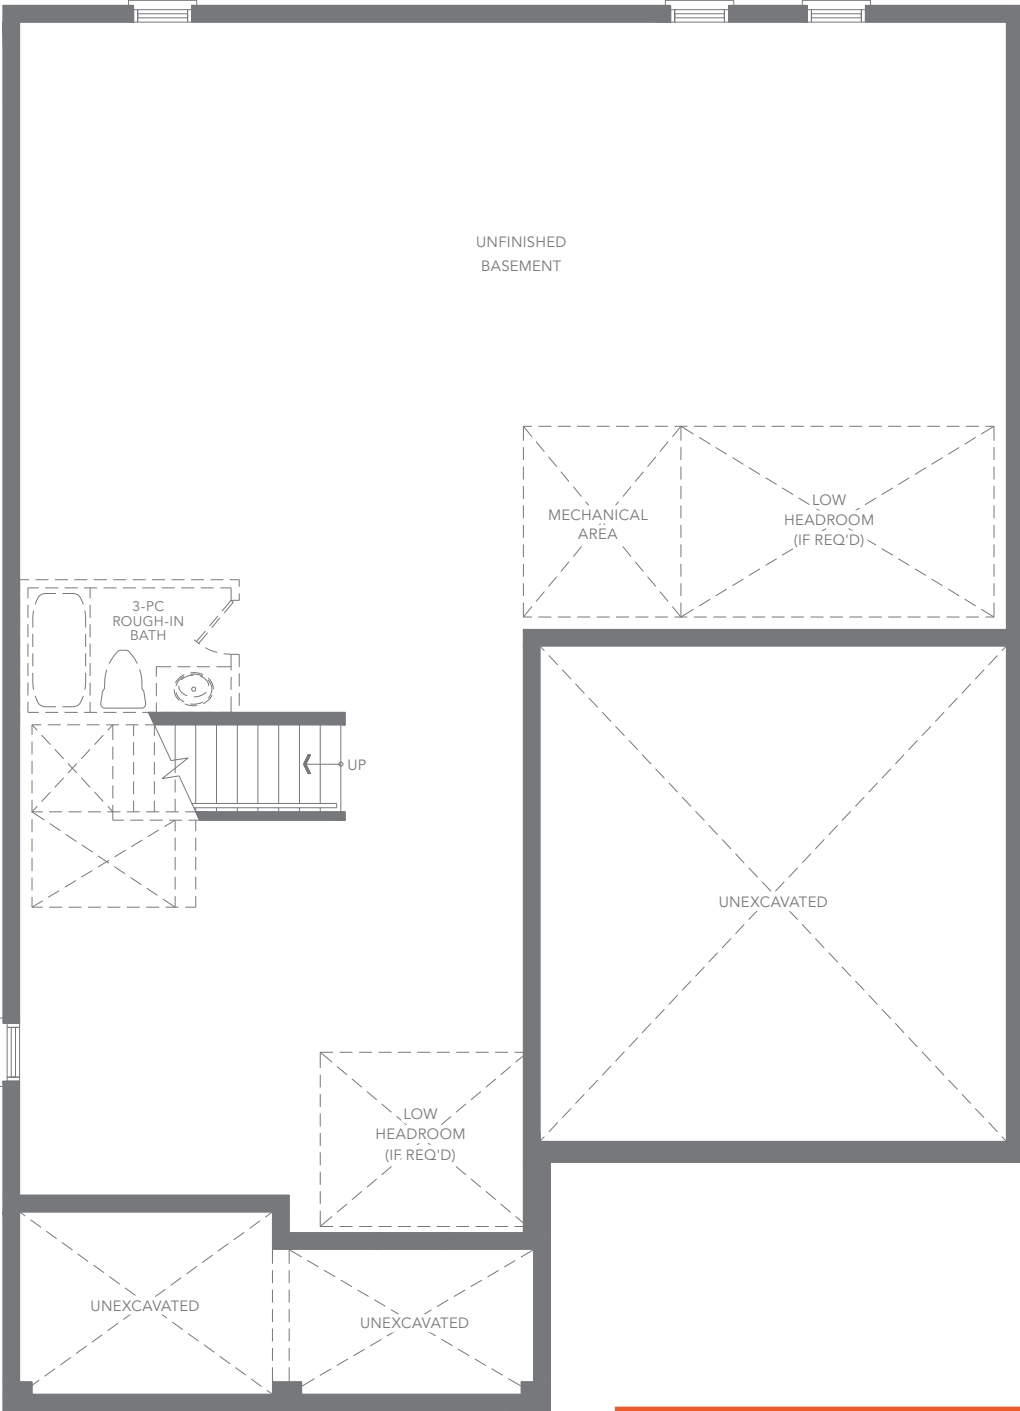 UNFINISHED
BASEMENT
MECHANICAL
AREA
LOW
HEADROOM
(IF REQ'D)
3-PC
ROUGH-IN
BATH
UP
UNEXCAVATED
LOW
HEADROOM
(IF REQ'D)
UNEXCAVATED
UNEXCAVATED